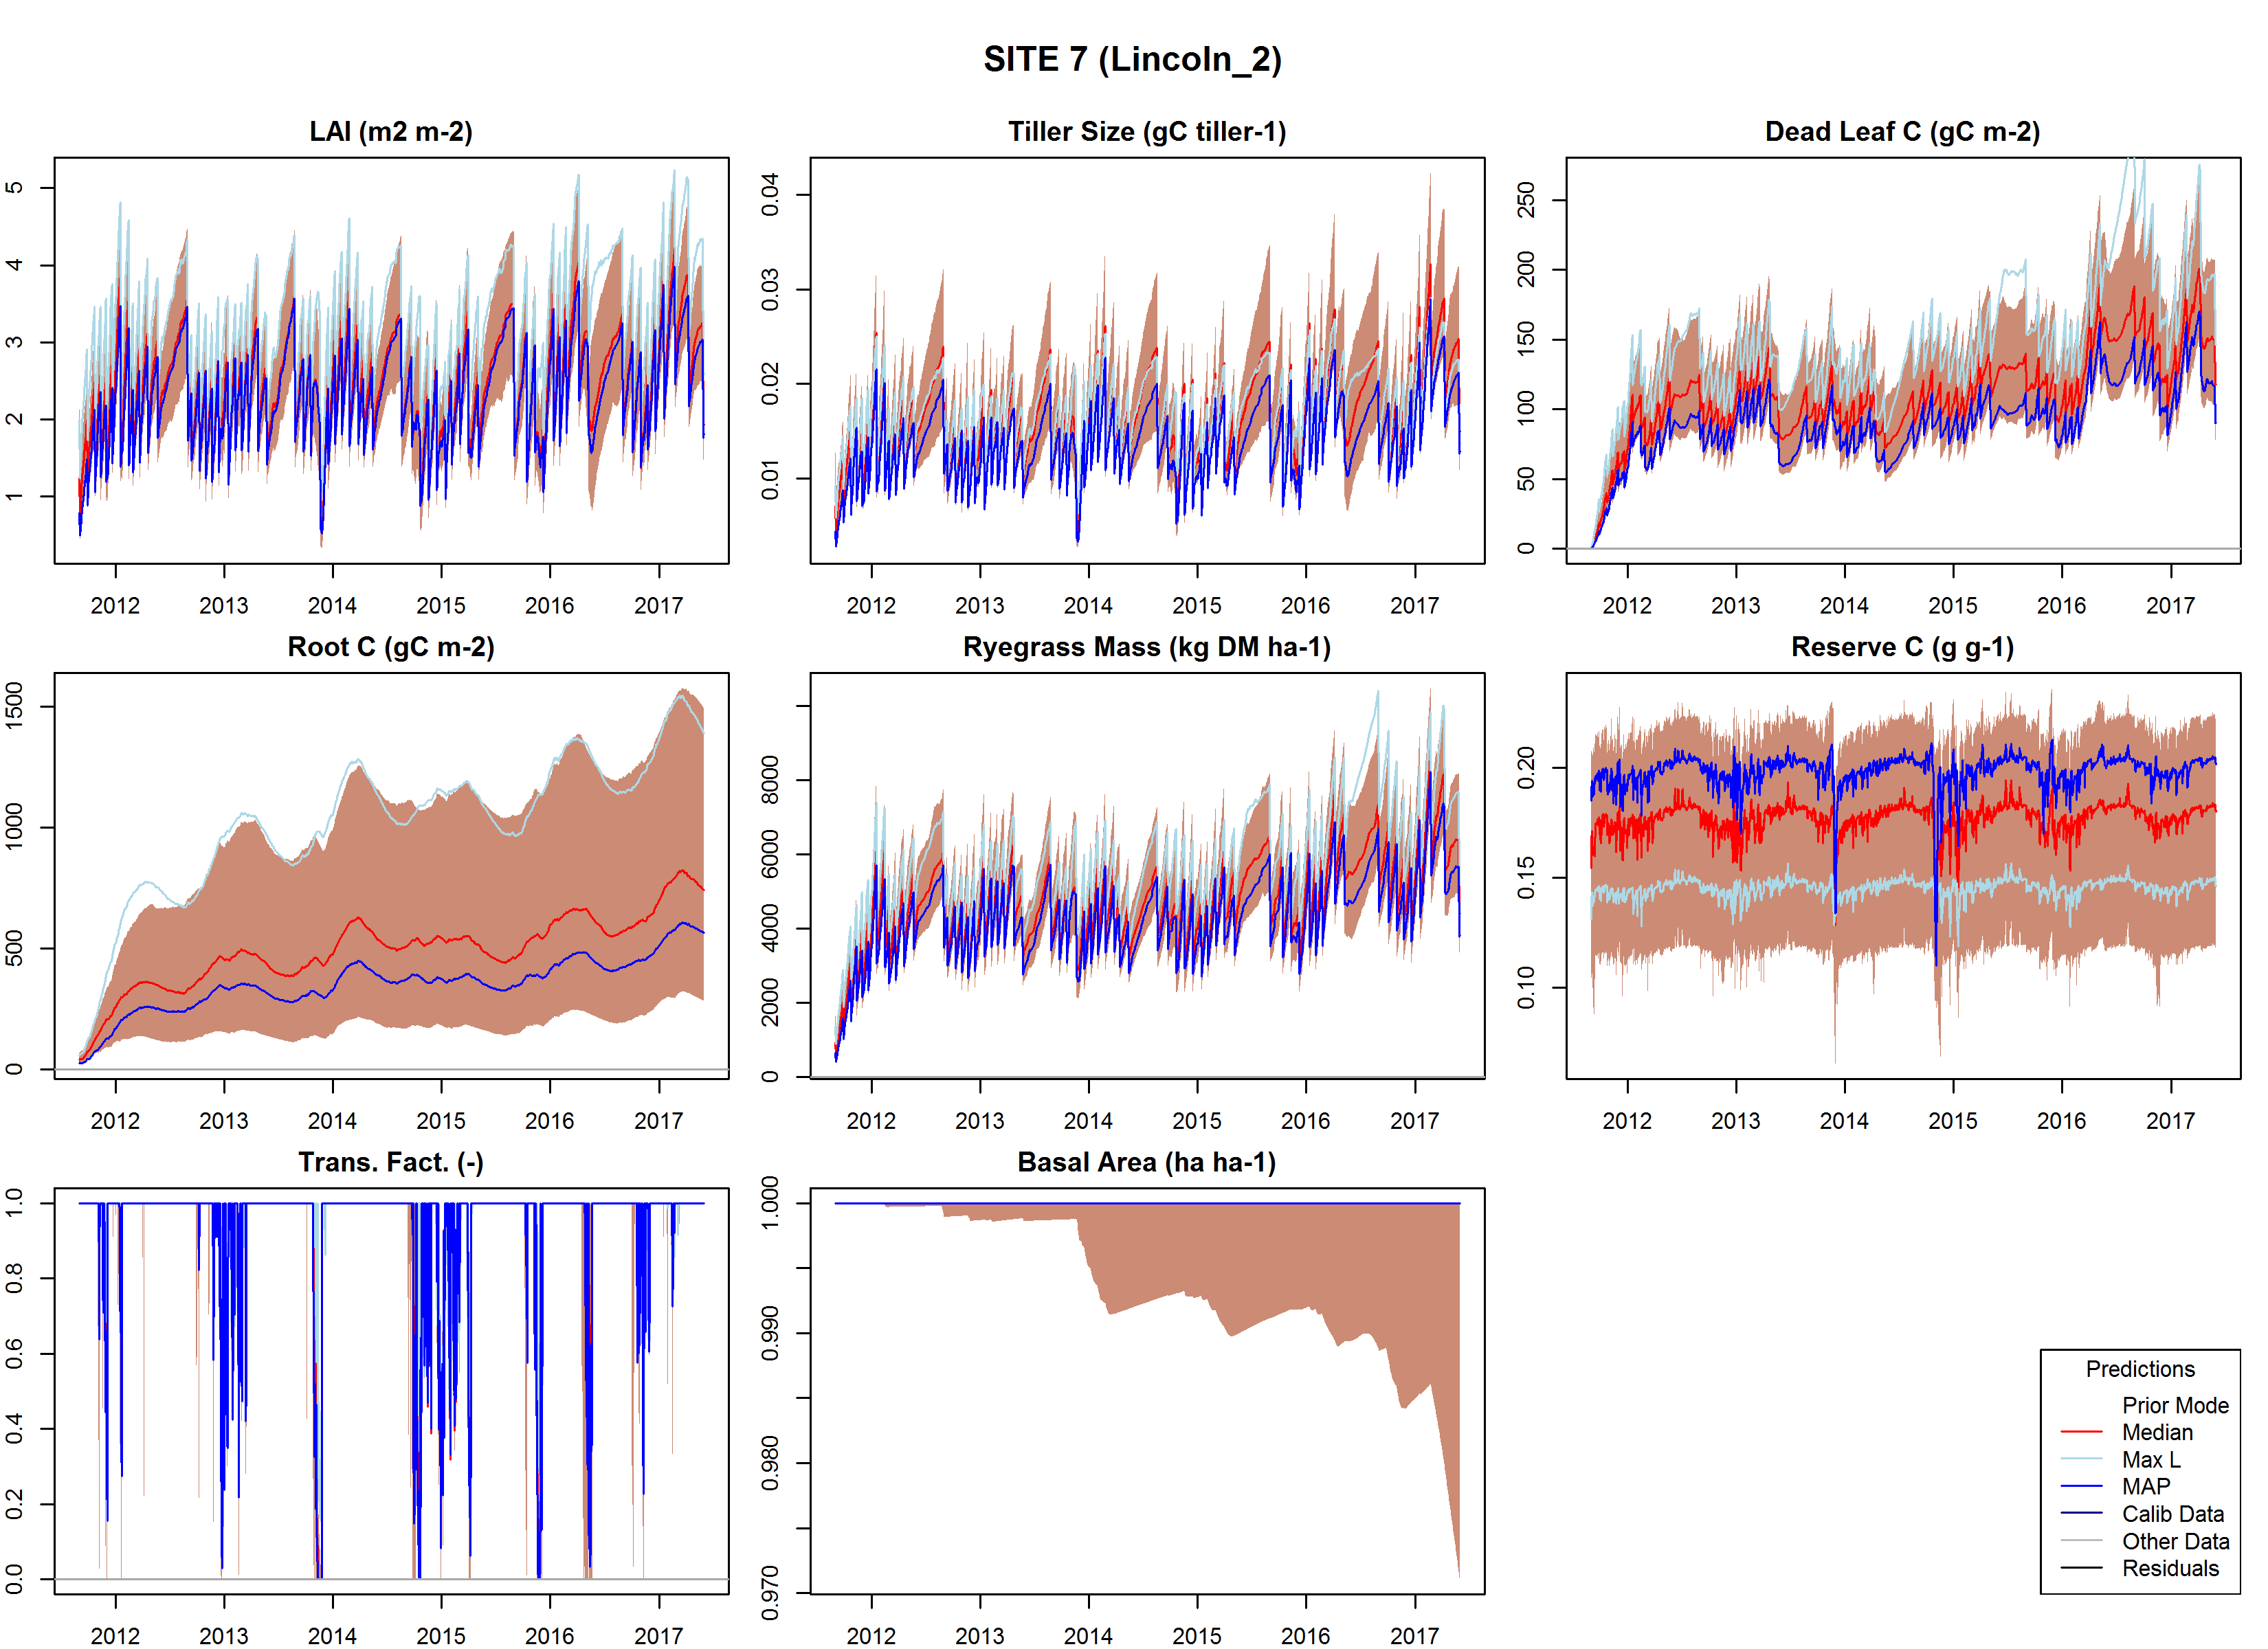 SITE 7 (Lincoln_2)
LAI (m2 m-2)
5
4
3
2
1
2012 2013 2014 2015 2016 2017
Tiller Size (gC tiller-1)
0.04
0.03
0.02
0.01
2012 2013 2014 2015 2016 2017
Dead Leaf C (gC m-2)
250
200
150
100
50
0
2012 2013 2014 2015 2016 2017
Root C (gC m-2)
1500
1000
500
0
2012 2013 2014 2015 2016 2017
Ryegrass Mass (kg DM ha-1)
8000
6000
4000
2000
0
2012 2013 2014 2015 2016 2017
Reserve C (g g-1)
0.20
0.15
0.10
2012 2013 2014 2015 2016 2017
Trans. Fact. (-)
1.0
0.8
0.6
0.4
0.2
0.0
2012 2013 2014 2015 2016 2017
Basal Area (ha ha-1)
1.000
0.990
0.980
0.970
2012 2013 2014 2015 2016 2017
Predictions
Prior Mode
Median
Max L
MAP
Calib Data
Other Data
Residuals